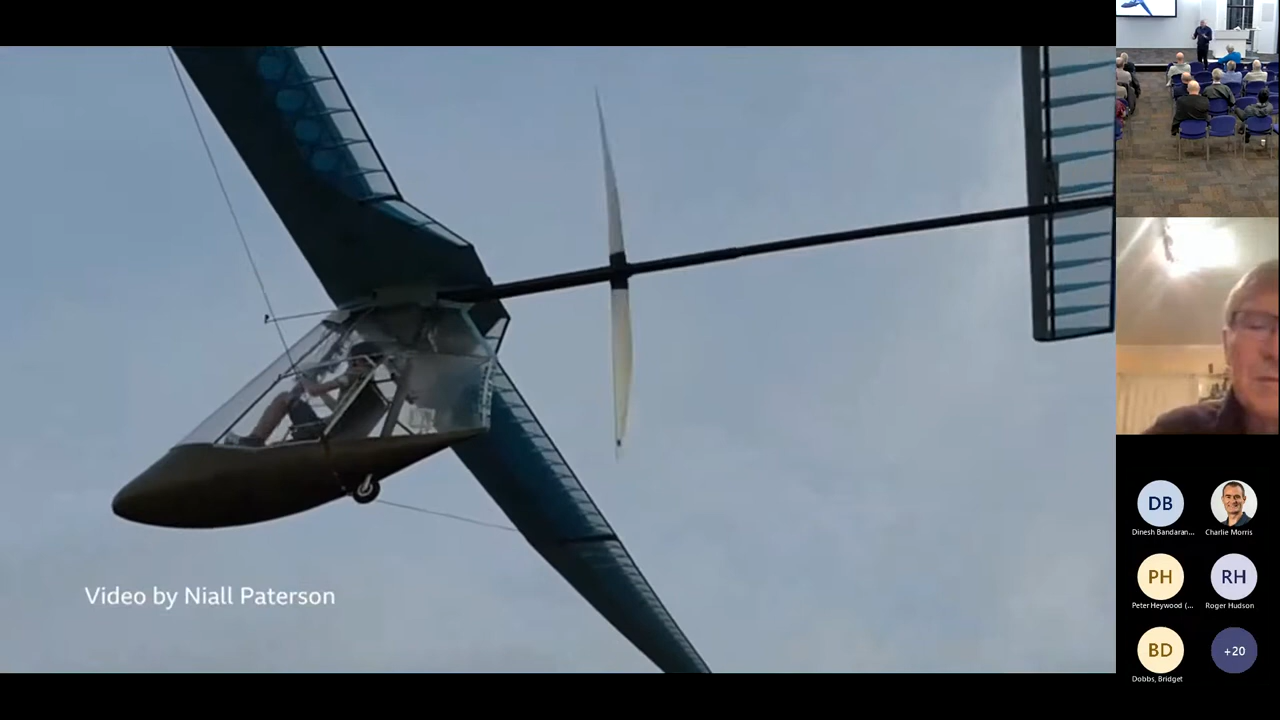 Video by Niall Paterson
DB
Dinesh Bandaran...
Charlie Morris
PH
Peter Heywood (...
RH
Roger Hudson
BD
Dobbs, Bridget
+20